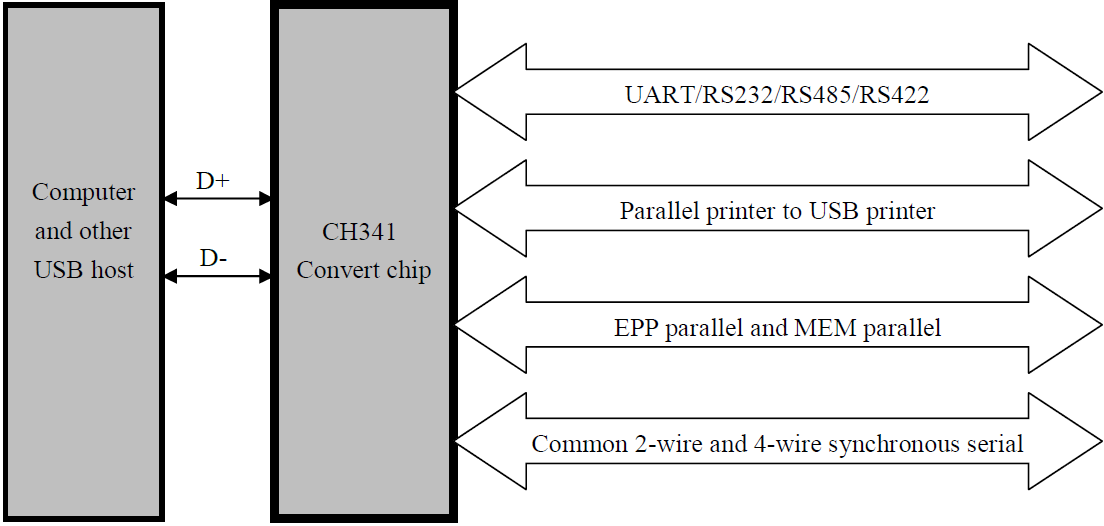 Computer
and other
USB host
D+
D-
CH341
Convert chip
UART/RS232/RS485/RS422
Parallel printer to USB printer
EPP parallel and MEM parallel
Common 2-wire and 4-wire synchronous serial